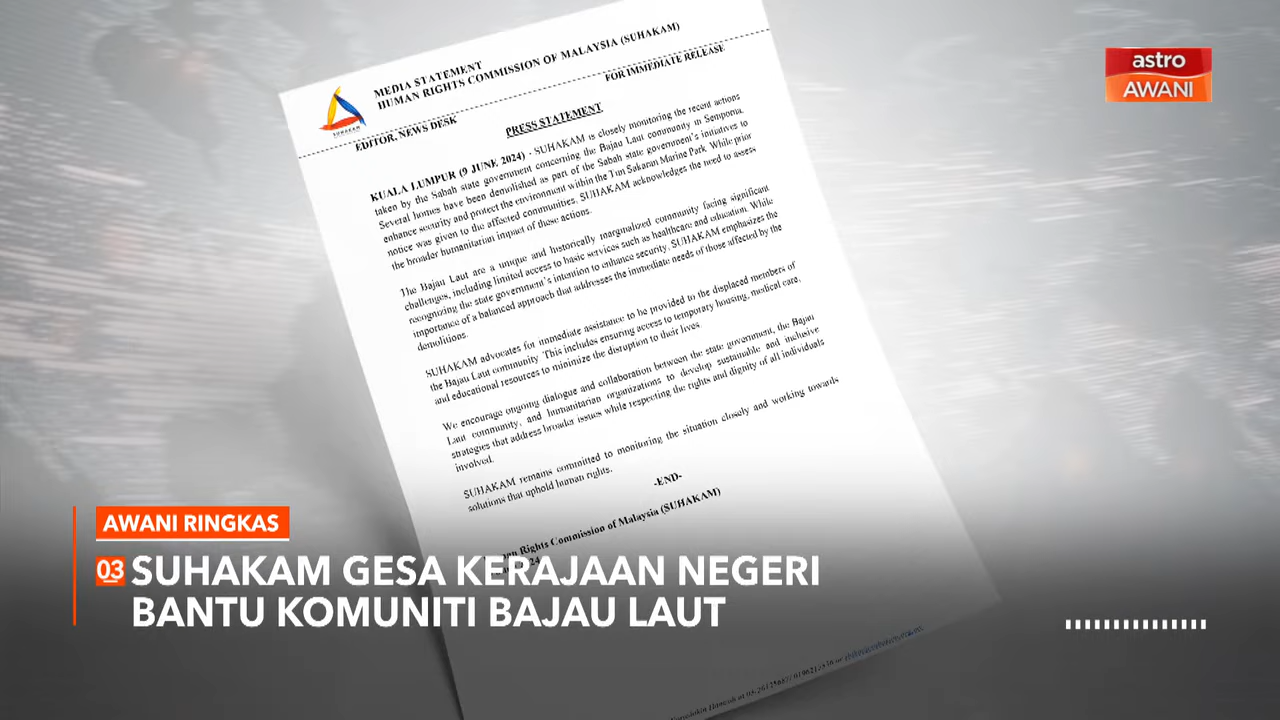 astro
AWANI
MEDIA STATEMENT
HUMAN RIGHTS COMMISSION OF MALAYSIA (SUHAKAM)
FOR IMMEDIATE RELEASE
SUHAKAM
EDITOR, NEWS DESK
PRESS STATEMENT
KUALA LUMPUR (9 JUNE 2024) - SUHAKAM is closely monitoring the recent actions
taken by the Sabah state government concerning the Bajau Laut community in Semporna.
Several homes have been demolished as part of the Sabah state government's initiatives to
enhance security and protect the environment within the Tun Sakaran Marine Park. While prior
notice was given to the affected communities, SUHAKAM acknowledges the need to assess
the broader humanitarian impact of these actions.
The Bajau Laut are a unique and historically marginalized community facing significant
challenges, including limited access to basic services such as healthcare and education. While
recognizing the state government's intention to enhance security, SUHAKAM emphasizes the
importance of a balanced approach that addresses the immediate needs of those affected by the
demolitions.
SUHAKAM advocates for immediate assistance to be provided to the displaced members of
the Bajau Laut community. This includes ensuring access to temporary housing, medical care,
and educational resources to minimize the disruption to their lives.
We encourage ongoing dialogue and collaboration between the state government, the Bajau
Laut community, and humanitarian organizations to develop sustainable and inclusive
strategies that address broader issues while respecting the rights and dignity of all individuals
involved.
SUHAKAM remains committed to monitoring the situation closely and working towards
solutions that uphold human rights.
-END-
Rights Commission of Malaysia (SUHAKAM)
AWANI RINGKAS
03 SUHAKAM GESA KERAJAAN NEGERI
BANTU KOMUNITI BAJAU LAUT